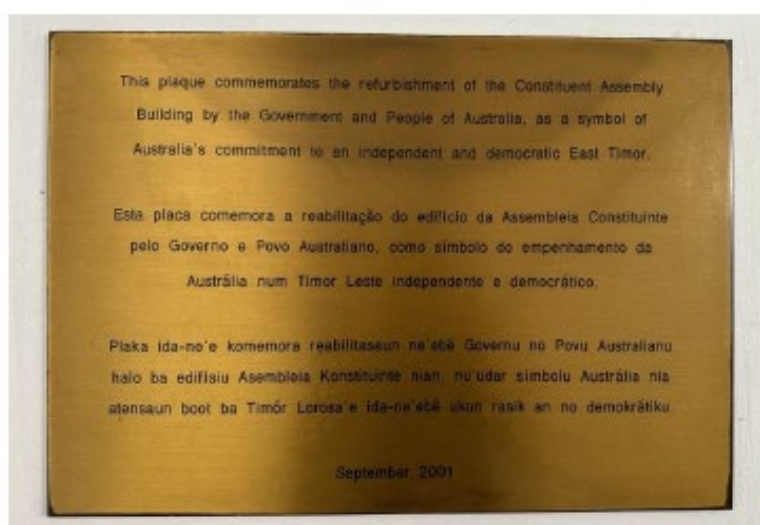 This plaque commemorates the refurbishment of the Constituent Assembly
Building by the Government and People of Australia, as a symbol of
Australia's commitment to an independent and democratic East Timor.
Esta placa comemora a reabilitação do edifício da Assembleia Constituinte
pelo Governo e Povo Australiano, como símbolo do empenhamento da
Austrália num Timor Leste independente e democrático.
Plaka ida-ne'e komemora reabilitassun ne'ebé Governu no Povu Australianu
halo ba edifísiu Asembleia Konstituinte nian, nu'udar símbolu Austrália nia
atensaun boot ba Timór Lorosa'e ida-ne'ebé ukun rasik an no demokrátiku.
September, 2001